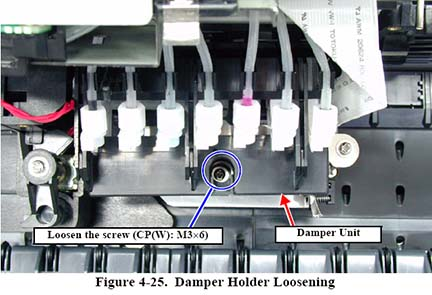 Loosen the screw (CP(W): M3×6)
Damper Unit
Figure 4-25. Damper Holder Loosening